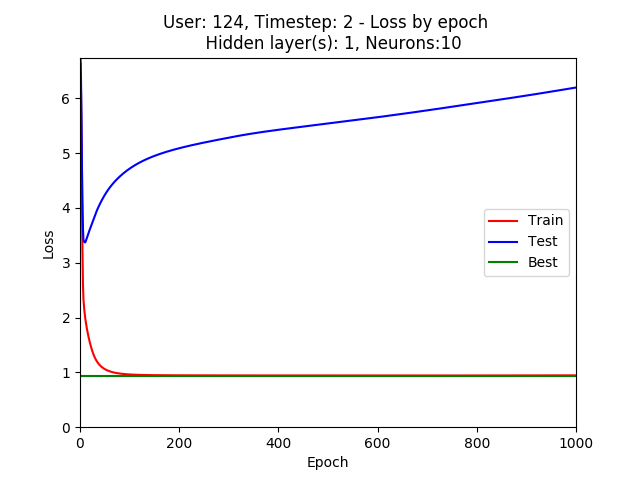 User: 124, Timestep: 2 - Loss by epoch
Hidden layer(s): 1, Neurons:10
6
5
4
3
2
1
0
Loss
Train
Test
Best
0 200 400 600 800 1000
Epoch